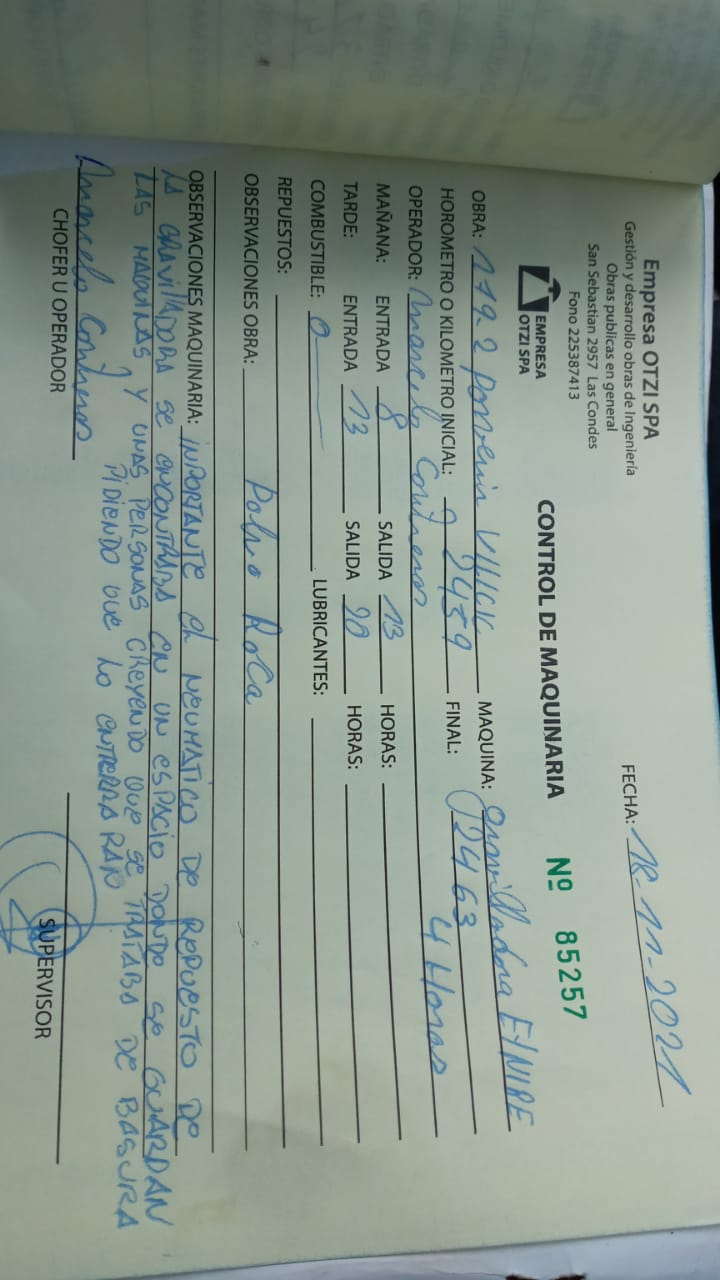 Empresa OTZI SPA
Gestión y desarrollo obras de Ingeniería
Obras publicas en general
San Sebastian 2957 Las Condes
Fono 225387413
EMPRESA
OTZI SPA
FECHA: 18-11-2021
CONTROL DE MAQUINARIA Nº 85257
OBRA: 119-2 porvenir MAQUINA: gravilladora
HOROMETRO O KILOMETRO INICIAL: 2459 FINAL: 2463
4 Horas
OPERADOR: Marcelo Contreras
MAÑANA: ENTRADA 8 SALIDA 13 HORAS:
TARDE: ENTRADA 13 SALIDA 20 HORAS:
COMBUSTIBLE: 0 LUBRICANTES:
REPUESTOS:
OBSERVACIONES OBRA: Polvo Roca
OBSERVACIONES MAQUINARIA: INPORTANTE el NEUMATICO DE REPUESTO DE
LA GRAVILLADORA se eNCONTRABA EN UN esPACIO DONDE se GUARDAN
LAS MAQUINAS y UNAS PERSONAS CREYENDO QUE SE TRATABA DE BASURA
PIDIENDO QUE LO ENTIERRARAN
Marcelo Contreras
CHOFER U OPERADOR
SUPERVISOR